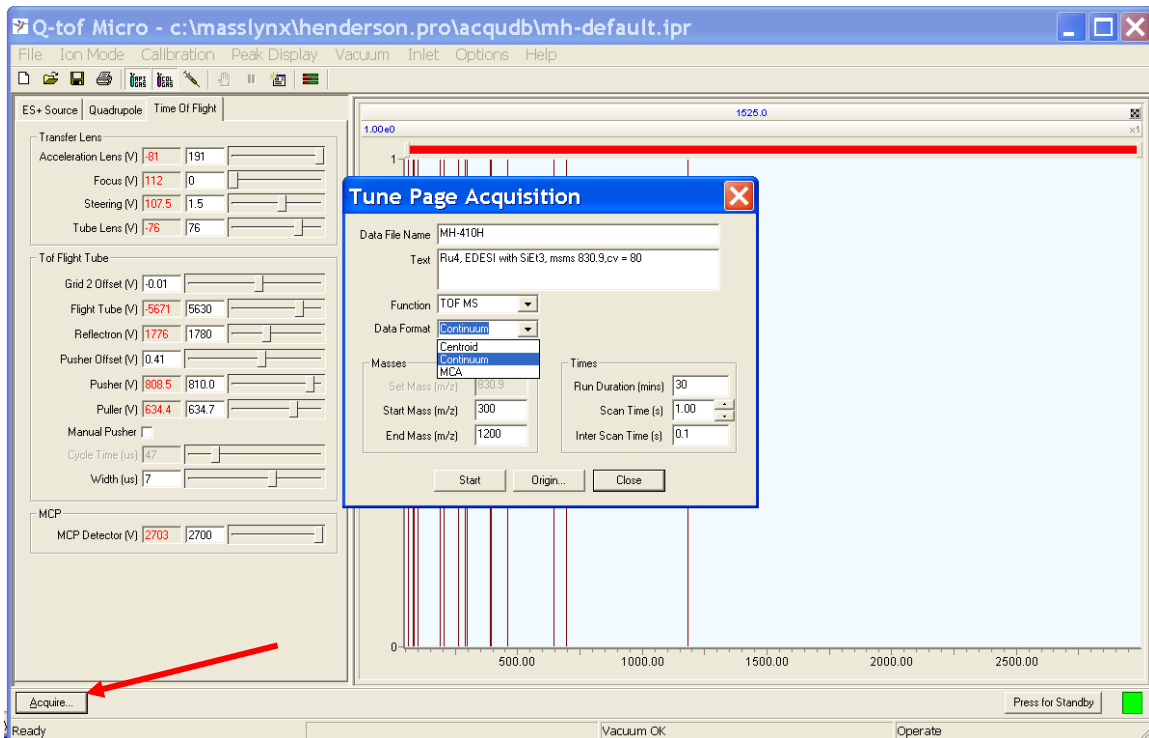 Q-tof Micro - c:\masslynx\henderson.pro\acqudb\mh-default.ipr
File Ion Mode Calibration Peak Display Vacuum Inlet Options Help
ES+ Source Quadrupole Time Of Flight
Transfer Lens
Acceleration Lens (V) -81 191
Focus (V) 112 0
Steering (V) 107.5 1.5
Tube Lens (V) -76 76
Tof Flight Tube
Grid 2 Offset (V) -0.01
Flight Tube (V) -5671 5630
Reflectron (V) 1776 1780
Pusher Offset (V) 0.41
Pusher (V) 808.5 810.0
Puller (V) 634.4 634.7
Manual Pusher
Cycle Time (us) 47
Width (us) 7
MCP
MCP Detector (V) 2703 2700
1525.0
1.00e0 x1
1
0
500.00 1000.00 1500.00 2000.00 2500.00
Tune Page Acquisition
Data File Name MH-410H
Text Ru4, EDESI with SiEt3, msms 830.9,cv = 80
Function TOF MS
Data Format Continuum
Centroid
Continuum
MCA
Masses
Set Mass (m/z) 830.9
Start Mass (m/z) 300
End Mass (m/z) 1200
Times
Run Duration (mins) 30
Scan Time (s) 1.00
Inter Scan Time (s) 0.1
Start Origin... Close
Acquire... Press for Standby
Ready Vacuum OK Operate